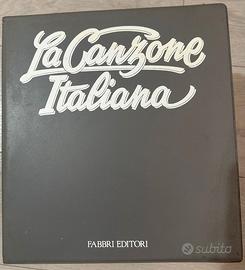 La Canzone
Italiana
FABBRI EDITORI
subito